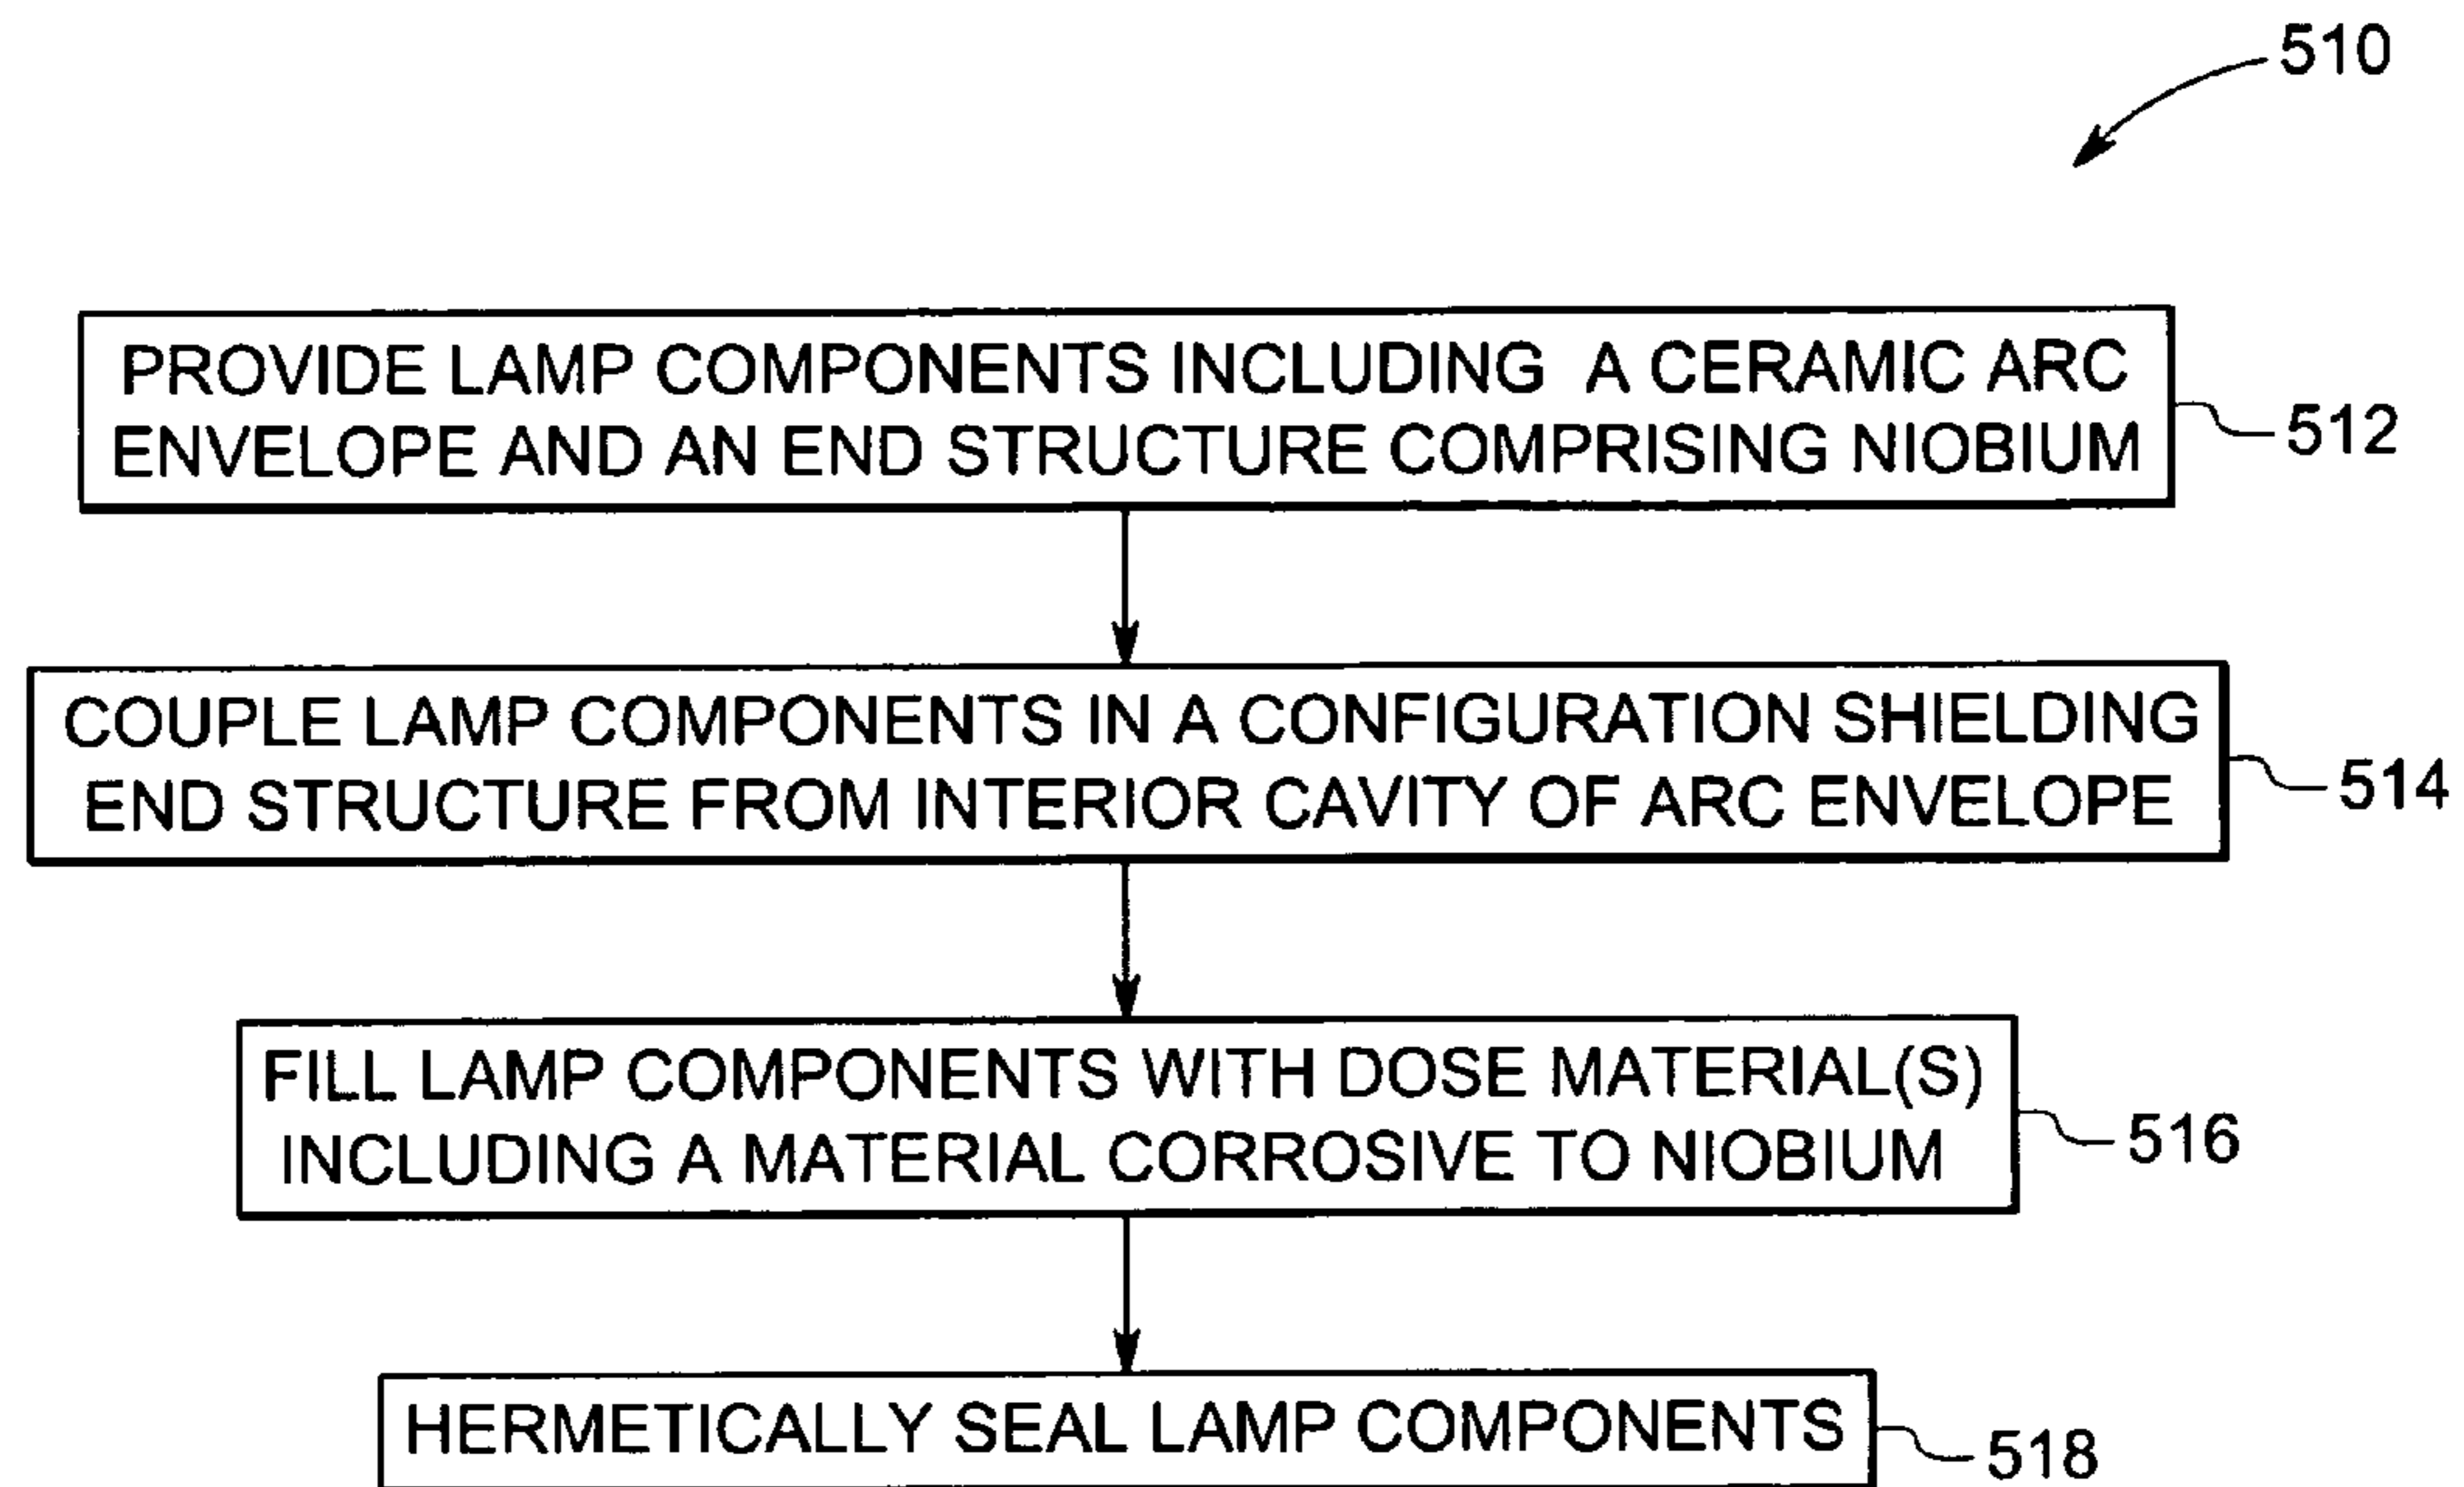 510
PROVIDE LAMP COMPONENTS INCLUDING A CERAMIC ARC
ENVELOPE AND AN END STRUCTURE COMPRISING NIOBIUM
512
COUPLE LAMP COMPONENTS IN A CONFIGURATION SHIELDING
END STRUCTURE FROM INTERIOR CAVITY OF ARC ENVELOPE
514
FILL LAMP COMPONENTS WITH DOSE MATERIAL(S)
INCLUDING A MATERIAL CORROSIVE TO NIOBIUM
516
HERMETICALLY SEAL LAMP COMPONENTS
518